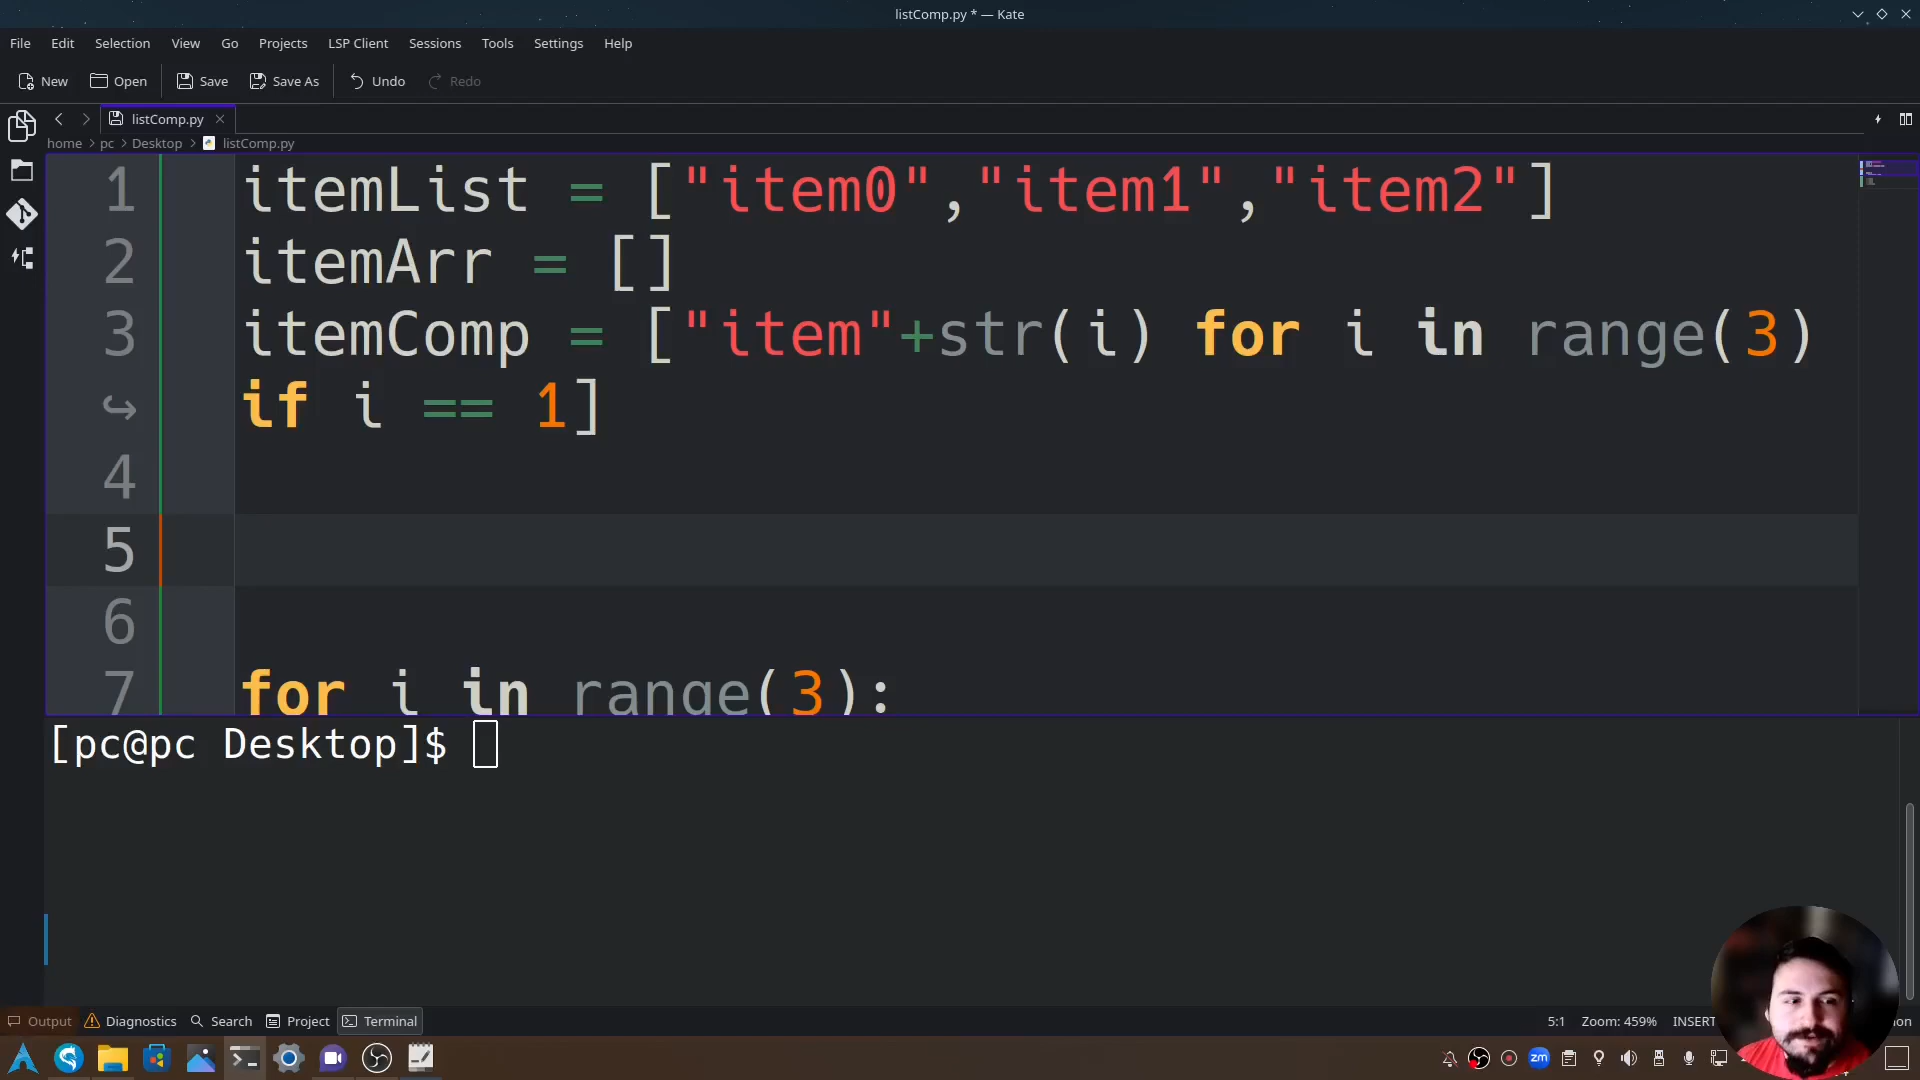 listComp.py * — Kate
File Edit Selection View Go Projects LSP Client Sessions Tools Settings Help
New Open Save Save As Undo Redo
listComp.py
home > pc > Desktop > listComp.py
1 itemList = ["item0","item1", "item2"]
2 itemArr = []
3 itemComp = ["item"+str(i) for i in range(3)
if i == 1]
4
5
6
7 for i in range(3):
[pc@pc Desktop]$
Output Diagnostics Search Project Terminal 5:1 Zoom: 459% INSERT
zm